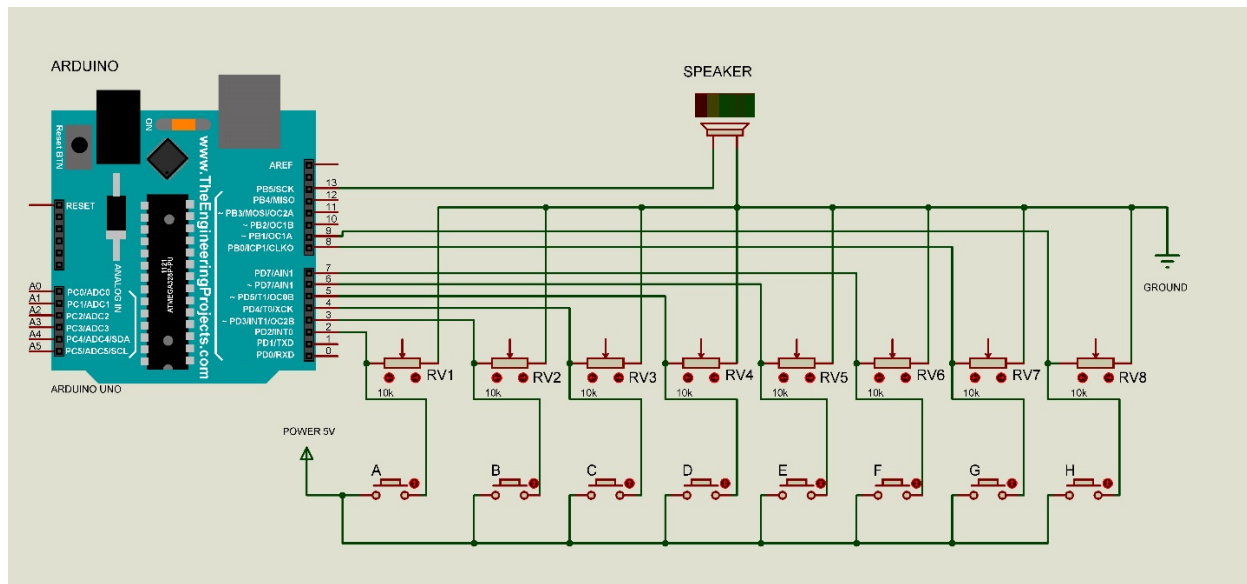 ARDUINO
SPEAKER
Reset BTN
ON
www.TheEngineeringProjects.com
AREF
PB5/SCK 13
PB4/MISO 12
~ PB3/MOSI/OC2A 11
~ PB2/OC1B 10
~ PB1/OC1A 9
PB0/ICP1/CLKO 8
RESET
ANALOG IN
1121
ATMEGA328P-PU
PD7/AIN1 7
~ PD7/AIN1 6
~ PD5/T1/OC0B 5
PD4/T0/XCK 4
~ PD3/INT1/OC2B 3
PD2/INT0 2
PD1/TXD 1
PD0/RXD 0
A0 PC0/ADC0
A1 PC1/ADC1
A2 PC2/ADC2
A3 PC3/ADC3
A4 PC4/ADC4/SDA
A5 PC5/ADC5/SCL
ARDUINO UNO
GROUND
RV1 RV2 RV3 RV4 RV5 RV6 RV7 RV8
10k 10k 10k 10k 10k 10k 10k 10k
POWER 5V
A B C D E F G H